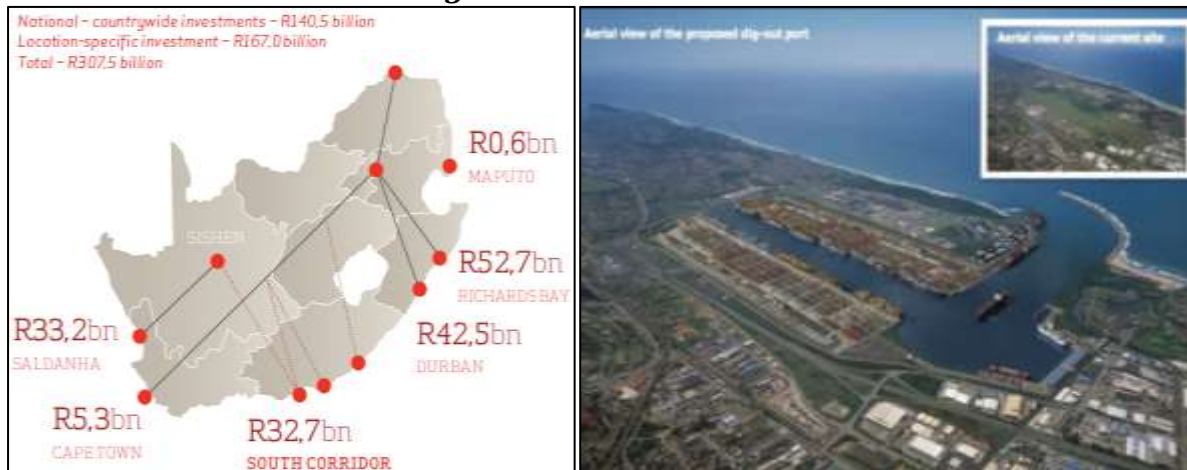 National – countrywide investments – R140,5 billion
Location-specific investment – R167,0 billion
Total – R307,5 billion
R0,6bn
MAPUTO
SISHEN
R52,7bn
RICHARDS BAY
R33,2bn
SALDANHA
R42,5bn
DURBAN
R5,3bn
CAPE TOWN
R32,7bn
SOUTH CORRIDOR
Aerial view of the proposed dig-out port
Aerial view of the current site